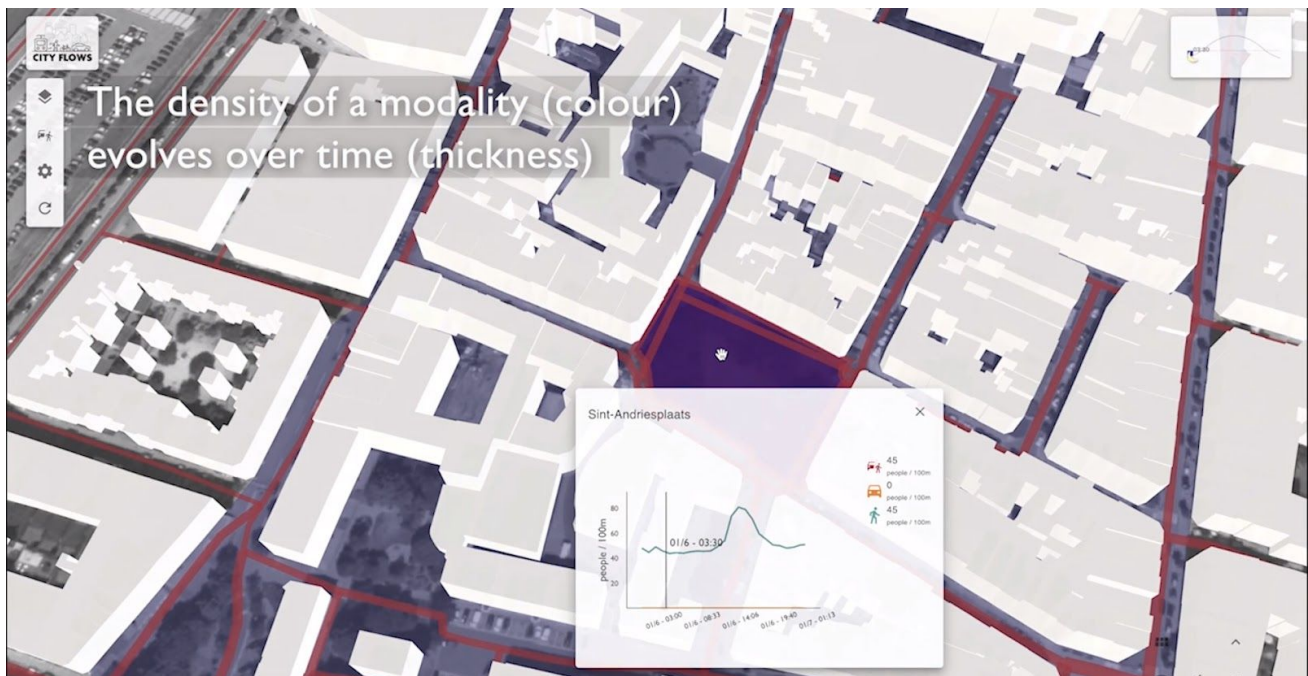 CITY FLOWS
03:30
The density of a modality (colour)
evolves over time (thickness)
Sint-Andriesplaats
45
people / 100m
0
people / 100m
45
people / 100m
people / 100m
80
60
40
20
01/6 - 03:30
01/6 - 03:00
01/6 - 08:33
01/6 - 14:06
01/6 - 19:40
01/7 - 01:13